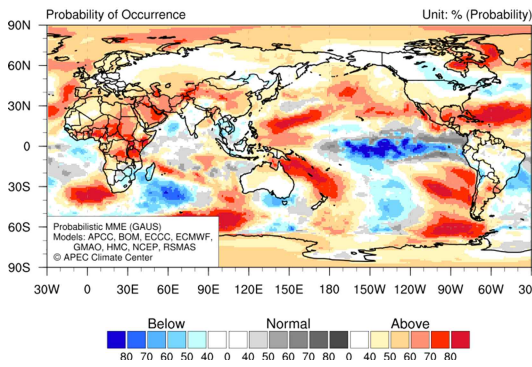 Probability of Occurrence
Unit: % (Probability)
90N
60N
30N
0
30S
60S
90S
Probabilistic MME (GAUS)
Models: APCC, BOM, ECCC, ECMWF,
GMAO, HMC, NCEP, RSMAS
© APEC Climate Center
30W 0 30E 60E 90E 120E 150E 180 150W 120W 90W 60W 30W
Below Normal Above
80 70 60 50 40 0 40 50 60 70 80 0 40 50 60 70 80